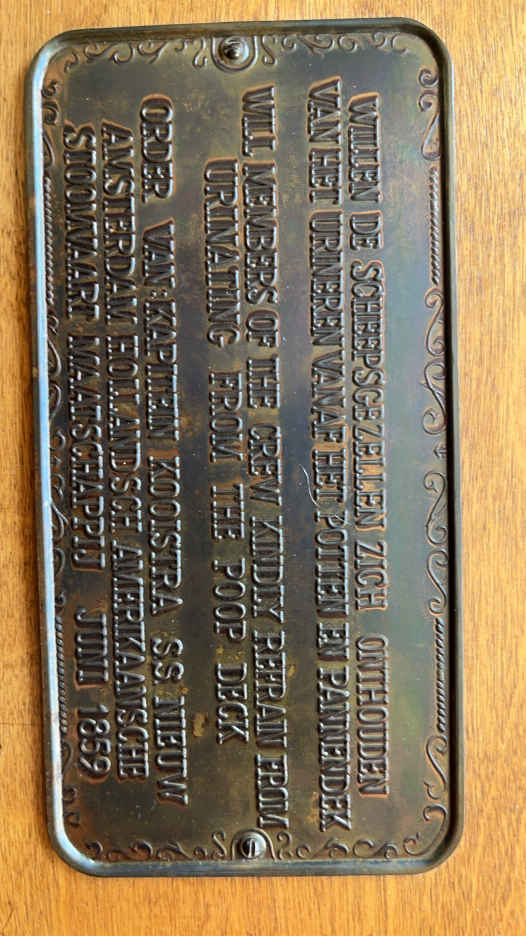 WILLEN DE SCHEEPSGEZELLEN ZICH ONTHOUDEN
VAN HET URINEREN VANAF HET POTTEN EN PANNENDEK
WILL MEMBERS OF THE CREW KINDLY REFRAN FROM
URINATING FROM THE POOP DECK
ORDER VAN KAPITEIN KOOISTRA S.S. NIEUW
AMSTERDAM HOLLANDSCH AMERIKAANSCHE
STOOMVAART MAATSCHAPPIJ JUNI 1859